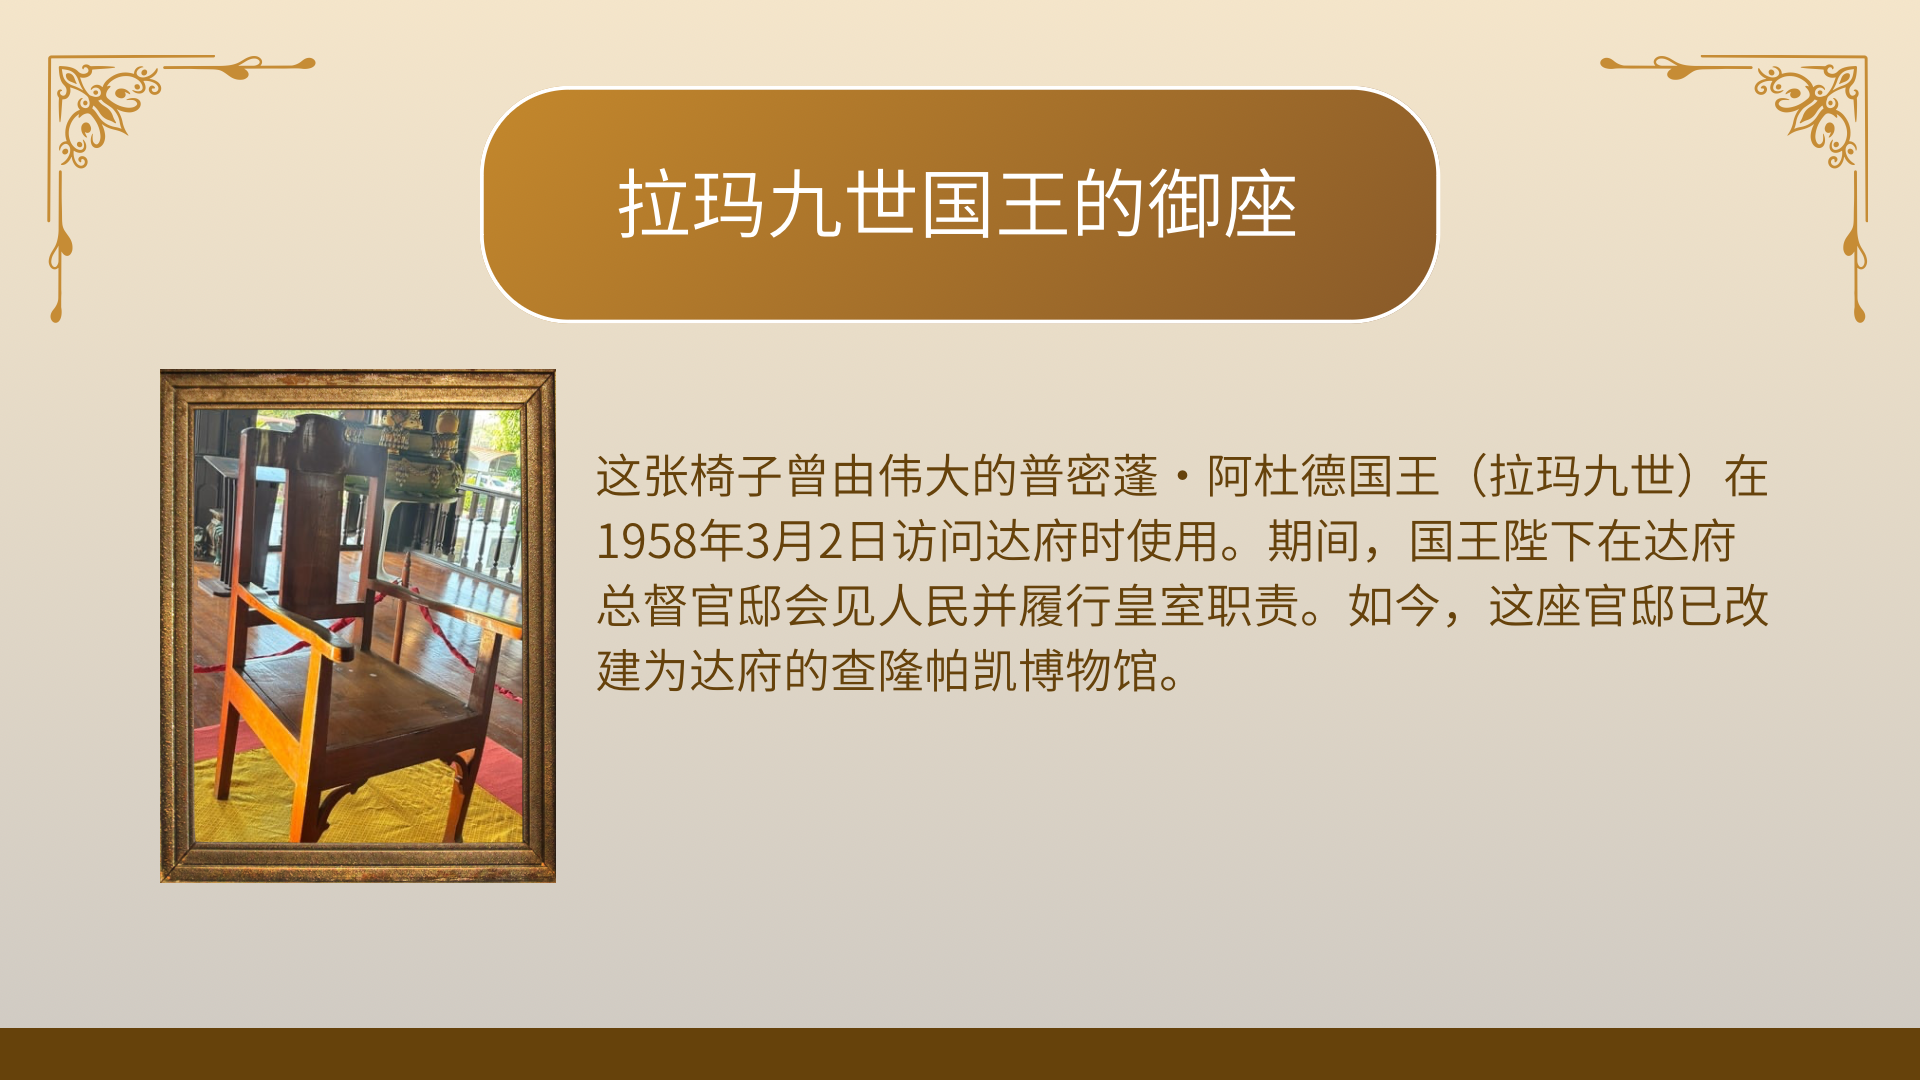 拉玛九世国王的御座
这张椅子曾由伟大的普密蓬·阿杜德国王（拉玛九世）在
1958年3月2日访问达府时使用。期间，国王陛下在达府
总督官邸会见人民并履行皇室职责。如今，这座官邸已改
建为达府的查隆帕凯博物馆。